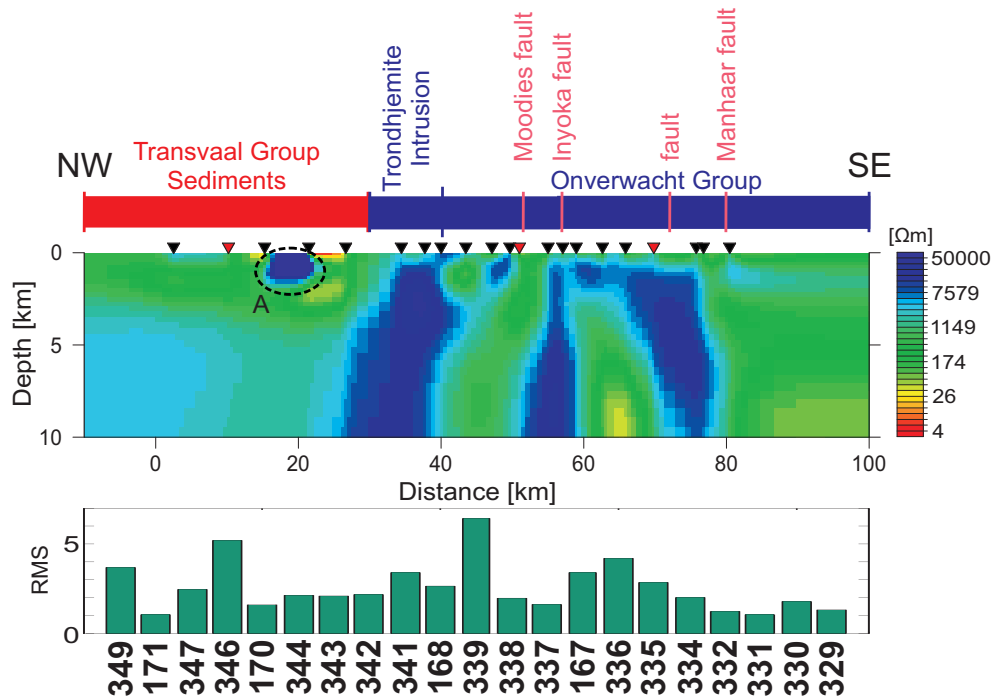 NW
Transvaal Group
Sediments
Trondhjemite
Intrusion
Moodies fault
Inyoka fault
fault
Manhaar fault
Onverwacht Group
SE
[Ωm]
50000
7579
1149
174
26
4
Depth [km]
0
5
10
A
0
20
40
60
80
100
Distance [km]
RMS
5
0
349
171
347
346
170
344
343
342
341
168
339
338
337
167
336
335
334
332
331
330
329